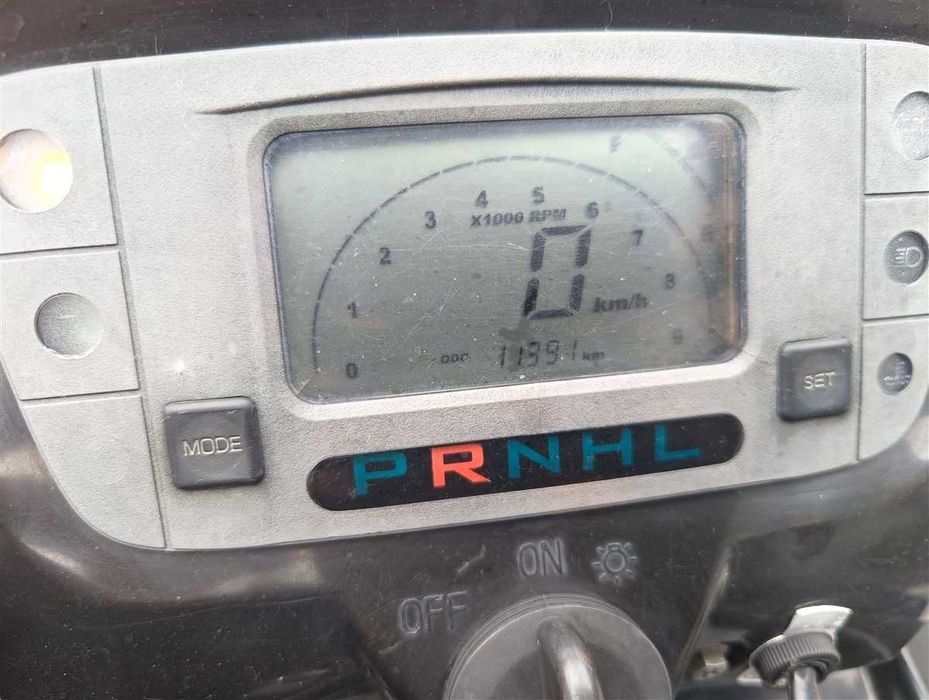 F
0 1 2 3 4 5 6 7 8 9
X1000 RPM
0 km/h
ODO 11391 km
MODE
SET
PRNHL
OFF ON